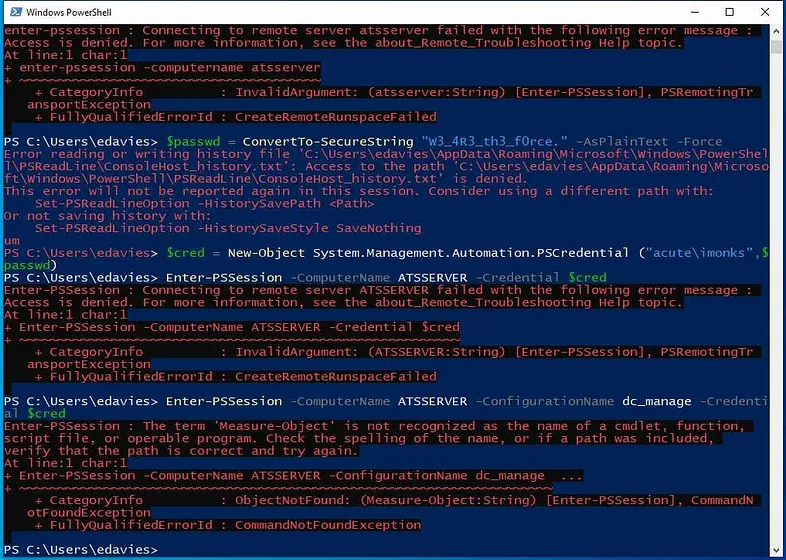 Windows PowerShell
enter-pssession : Connecting to remote server atsserver failed with the following error message :
Access is denied. For more information, see the about_Remote_Troubleshooting Help topic.
At line:1 char:1
+ enter-pssession -computername atsserver
+ ~~~~~~~~~~~~~~~~~~~~~~~~~~~~~~~~~~~~~~~
+ CategoryInfo : InvalidArgument: (atsserver:String) [Enter-PSSession], PSRemotingTr
ansportException
+ FullyQualifiedErrorId : CreateRemoteRunspaceFailed
PS C:\Users\edavies> $passwd = ConvertTo-SecureString "W3_4R3_th3_f0rce." -AsPlainText -Force
Error reading or writing history file 'C:\Users\edavies\AppData\Roaming\Microsoft\Windows\PowerShel
l\PSReadLine\ConsoleHost_history.txt': Access to the path 'C:\Users\edavies\AppData\Roaming\Microso
ft\Windows\PowerShell\PSReadLine\ConsoleHost_history.txt' is denied.
This error will not be reported again in this session. Consider using a different path with:
Set-PSReadLineOption -HistorySavePath <Path>
Or not saving history with:
Set-PSReadLineOption -HistorySaveStyle SaveNothing
um
PS C:\Users\edavies> $cred = New-Object System.Management.Automation.PSCredential ("acute\imonks",$
passwd)
PS C:\Users\edavies> Enter-PSSession -ComputerName ATSSERVER -Credential $cred
Enter-PSSession : Connecting to remote server ATSSERVER failed with the following error message :
Access is denied. For more information, see the about_Remote_Troubleshooting Help topic.
At line:1 char:1
+ Enter-PSSession -ComputerName ATSSERVER -Credential $cred
+ ~~~~~~~~~~~~~~~~~~~~~~~~~~~~~~~~~~~~~~~~~~~~~~~~~~~~~~~~~
+ CategoryInfo : InvalidArgument: (ATSSERVER:String) [Enter-PSSession], PSRemotingTr
ansportException
+ FullyQualifiedErrorId : CreateRemoteRunspaceFailed
PS C:\Users\edavies> Enter-PSSession -ComputerName ATSSERVER -ConfigurationName dc_manage -Credenti
al $cred
Enter-PSSession : The term 'Measure-Object' is not recognized as the name of a cmdlet, function,
script file, or operable program. Check the spelling of the name, or if a path was included,
verify that the path is correct and try again.
At line:1 char:1
+ Enter-PSSession -ComputerName ATSSERVER -ConfigurationName dc_manage ...
+ ~~~~~~~~~~~~~~~~~~~~~~~~~~~~~~~~~~~~~~~~~~~~~~~~~~~~~~~~~~~~~~~~~~~~~
+ CategoryInfo : ObjectNotFound: (Measure-Object:String) [Enter-PSSession], CommandN
otFoundException
+ FullyQualifiedErrorId : CommandNotFoundException
PS C:\Users\edavies>